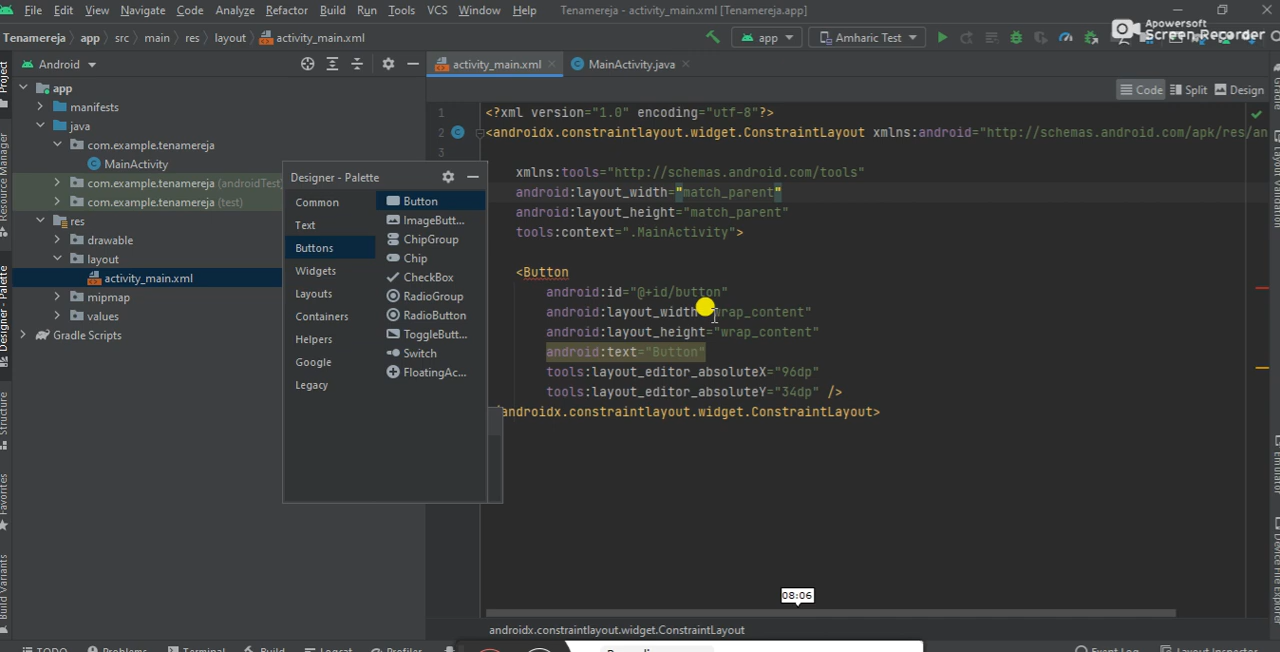 File Edit View Navigate Code Analyze Refactor Build Run Tools VCS Window Help Tenamereja - activity_main.xml [Tenamereja.app]
Apowersoft
Screen Recorder
Tenamereja app src main res layout activity_main.xml app Amharic Test
Android activity_main.xml MainActivity.java
Project
Code Split Design
app
manifests
java
com.example.tenamereja
MainActivity
com.example.tenamereja (androidTest)
com.example.tenamereja (test)
res
drawable
layout
activity_main.xml
mipmap
values
Gradle Scripts
Resource Manager
Designer - Palette
Structure
Favorites
Build Variants
Designer - Palette
Common
Text
Buttons
Widgets
Layouts
Containers
Helpers
Google
Legacy
Button
ImageButt...
ChipGroup
Chip
CheckBox
RadioGroup
RadioButton
ToggleButt...
Switch
FloatingAc...
1 <?xml version="1.0" encoding="utf-8"?>
2 <androidx.constraintlayout.widget.ConstraintLayout xmlns:android="http://schemas.android.com/apk/res/an
3
xmlns:tools="http://schemas.android.com/tools"
android:layout_width="match_parent"
android:layout_height="match_parent"
tools:context=".MainActivity">
<Button
android:id="@+id/button"
android:layout_width="wrap_content"
android:layout_height="wrap_content"
android:text="Button"
tools:layout_editor_absoluteX="96dp"
tools:layout_editor_absoluteY="34dp" />
androidx.constraintlayout.widget.ConstraintLayout>
08:06
androidx.constraintlayout.widget.ConstraintLayout
Gradle
Layout Validation
Emulator
Device File Explorer
TODO Problems Terminal Build Logcat Profiler Event Log Layout Inspector